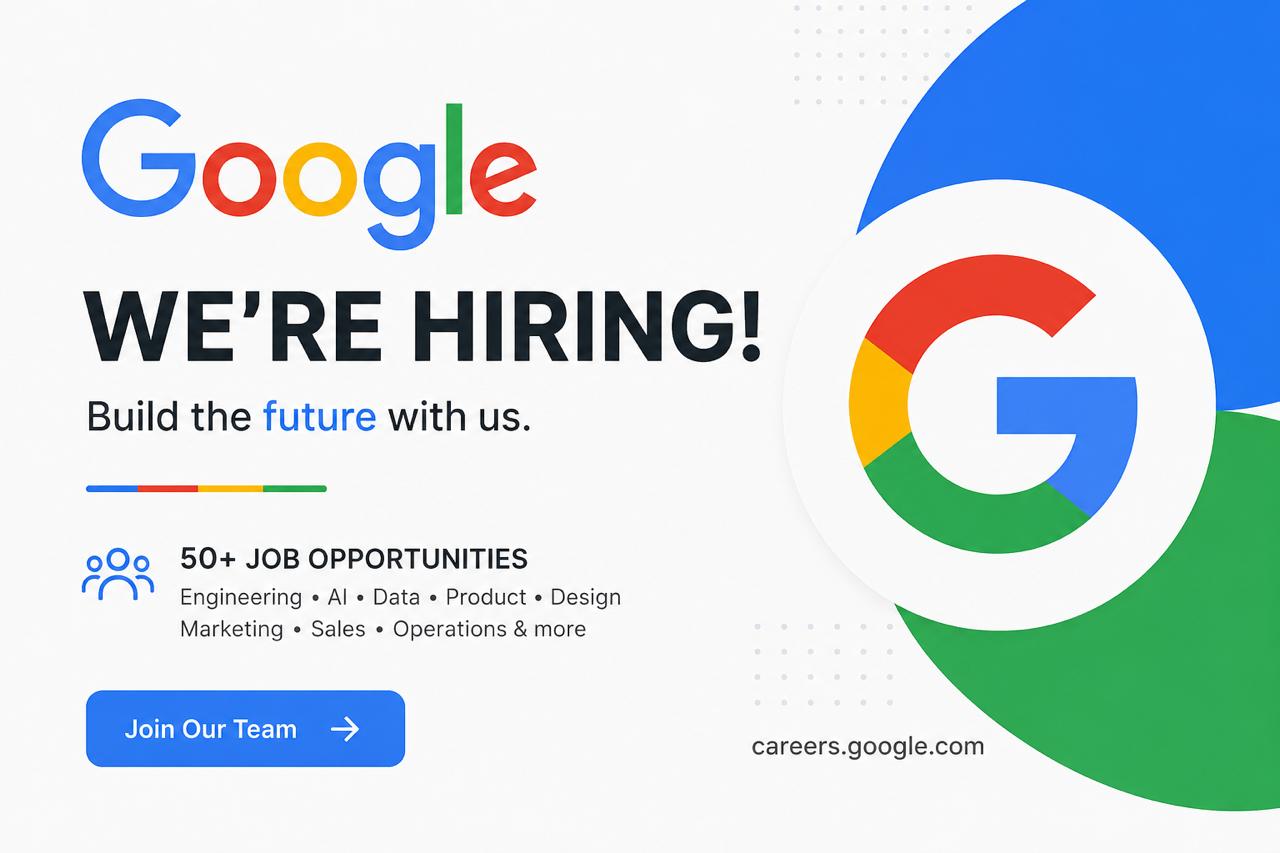 Google
WE’RE HIRING!
Build the future with us.
50+ JOB OPPORTUNITIES
Engineering • AI • Data • Product • Design
Marketing • Sales • Operations & more
Join Our Team →
careers.google.com
G